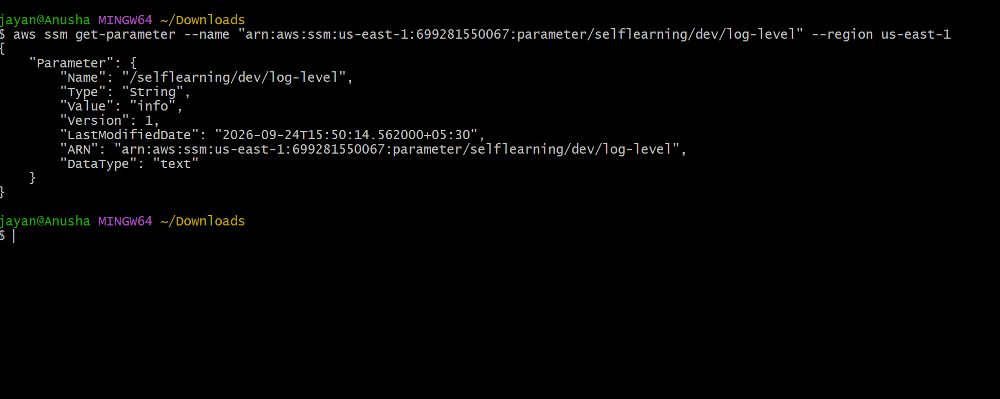 jayan@Anusha MINGW64 ~/Downloads
$ aws ssm get-parameter --name "arn:aws:ssm:us-east-1:699281550067:parameter/selflearning/dev/log-level" --region us-east-1
{
    "Parameter": {
        "Name": "/selflearning/dev/log-level",
        "Type": "String",
        "Value": "info",
        "Version": 1,
        "LastModifiedDate": "2026-09-24T15:50:14.562000+05:30",
        "ARN": "arn:aws:ssm:us-east-1:699281550067:parameter/selflearning/dev/log-level",
        "DataType": "text"
    }
}
jayan@Anusha MINGW64 ~/Downloads
$